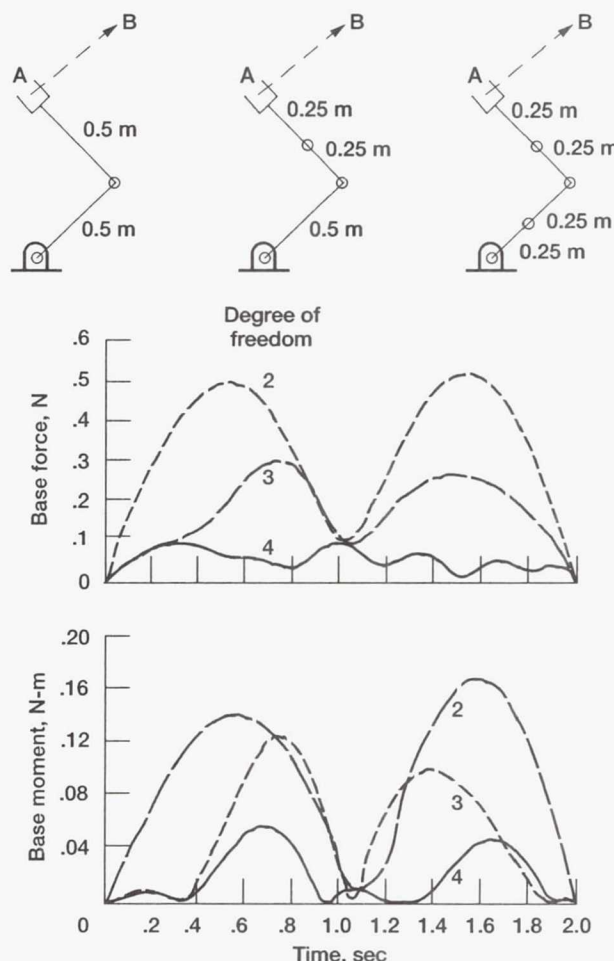 A B
0.5 m
0.5 m
A B
0.25 m
0.25 m
0.5 m
A B
0.25 m
0.25 m
0.25 m
0.25 m
Degree of
freedom
Base force, N
.6
.5
.4
.3
.2
0.1
0
2
3
4
Base moment, N-m
.20
.16
.12
.08
.04
2
3
4
0 .2 .4 .6 .8 1.0 1.2 1.4 1.6 1.8 2.0
Time, sec